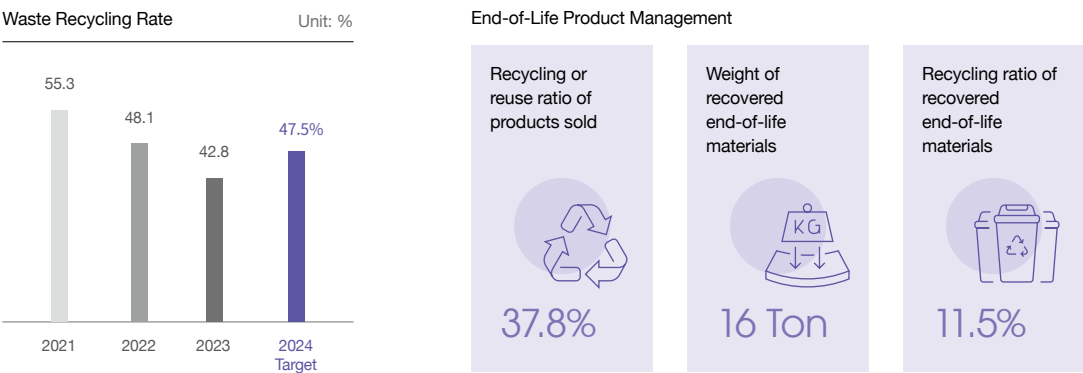 Waste Recycling Rate
Unit: %
55.3
48.1
42.8
47.5%
2021
2022
2023
2024
Target
End-of-Life Product Management
Recycling or
reuse ratio of
products sold
37.8%
Weight of
recovered
end-of-life
materials
KG
16 Ton
Recycling ratio of
recovered
end-of-life
materials
11.5%